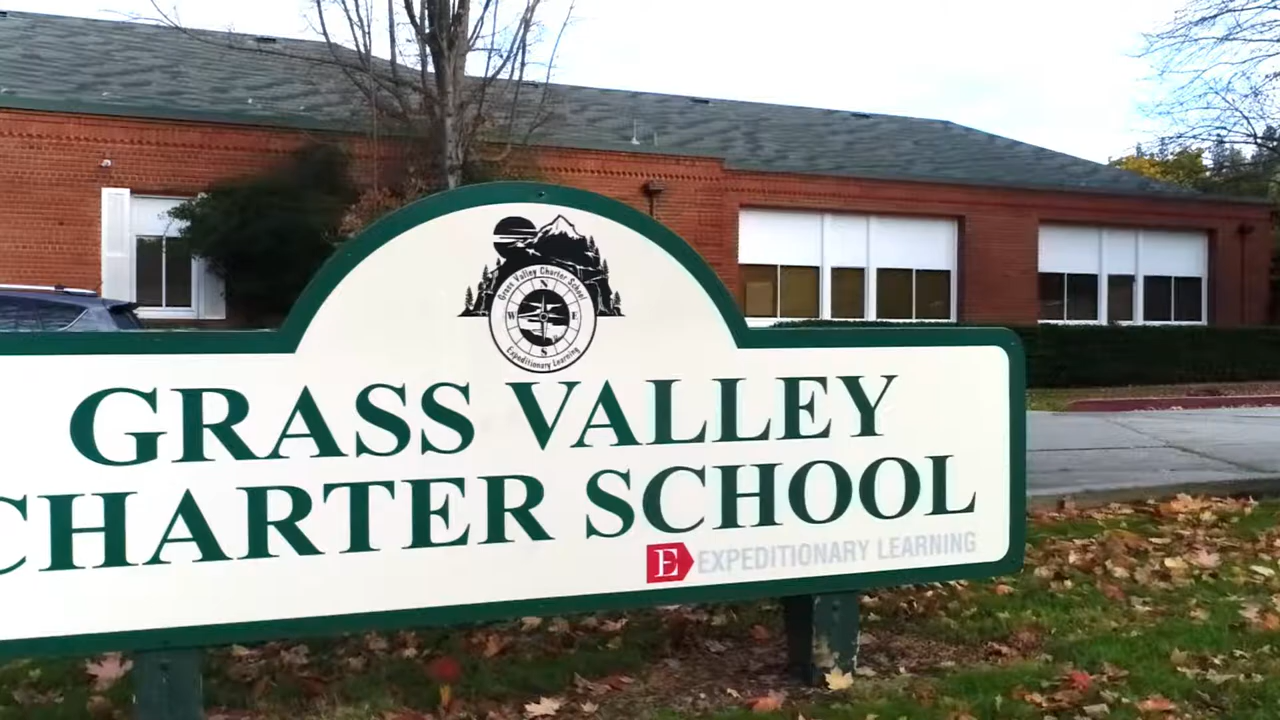 Grass Valley Charter School
N
W E
S
Expeditionary Learning
GRASS VALLEY
CHARTER SCHOOL
E EXPEDITIONARY LEARNING